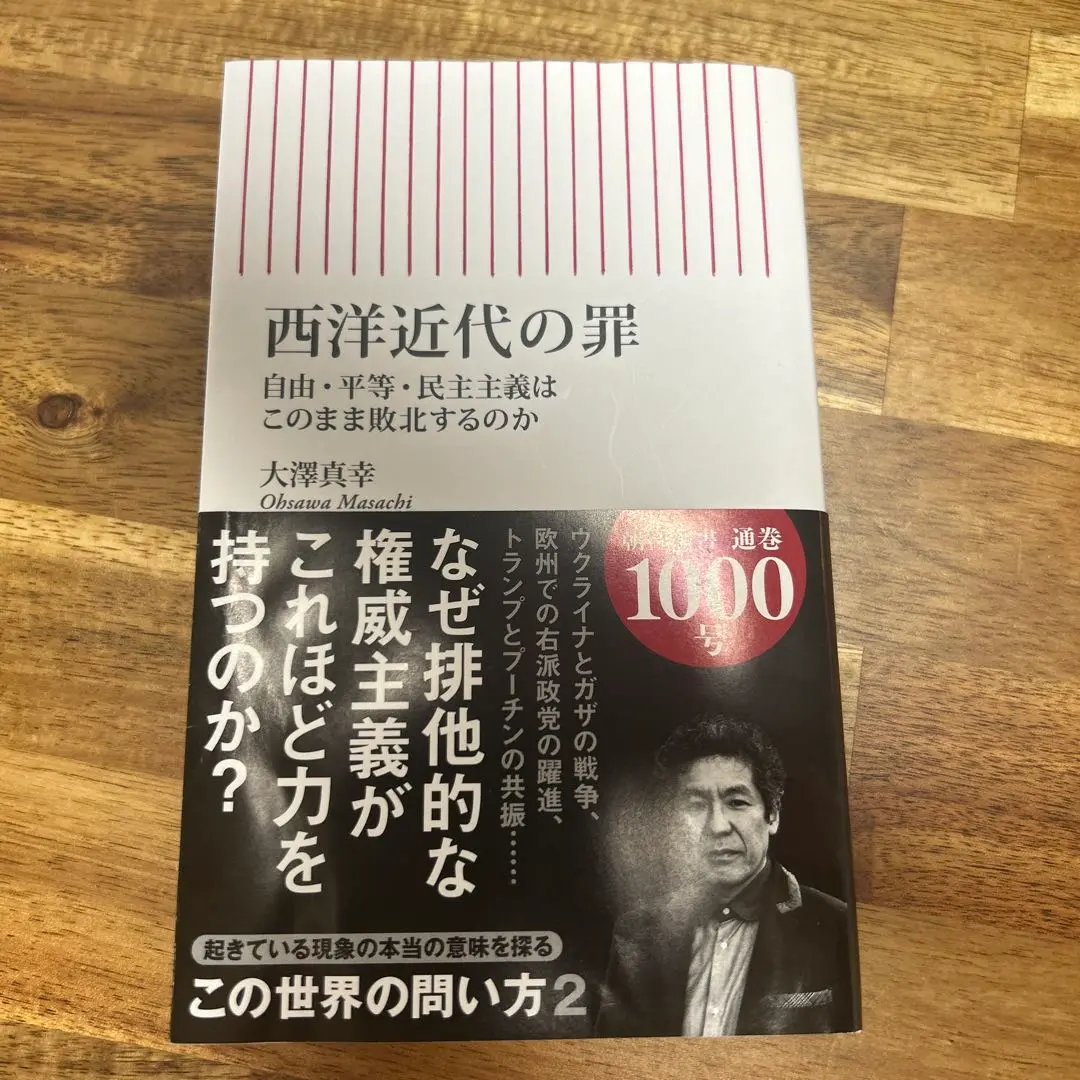 西洋近代の罪
自由・平等・民主主義は
このまま敗北するのか
大澤真幸
Ohsawa Masachi
通巻
1000
号
ウクライナとガザの戦争、
欧州での右派政党の躍進、
トランプとプーチンの共振……
なぜ排他的な
権威主義が
これほど力を
持つのか?
起きている現象の本当の意味を探る
この世界の問い方2